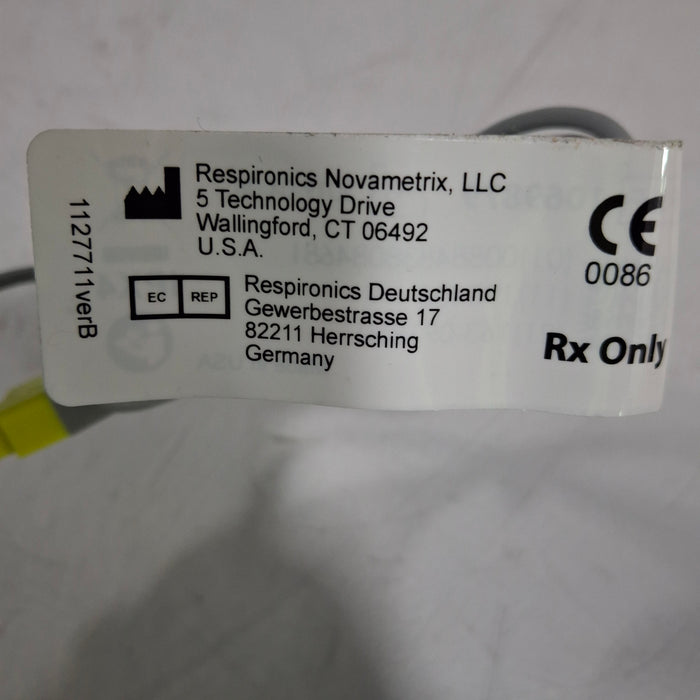 Respironics Novametrix, LLC
5 Technology Drive
Wallingford, CT 06492
U.S.A.
EC REP
Respironics Deutschland
Gewerbestrasse 17
82211 Herrsching
Germany
CE
0086
Rx Only
1127711verB